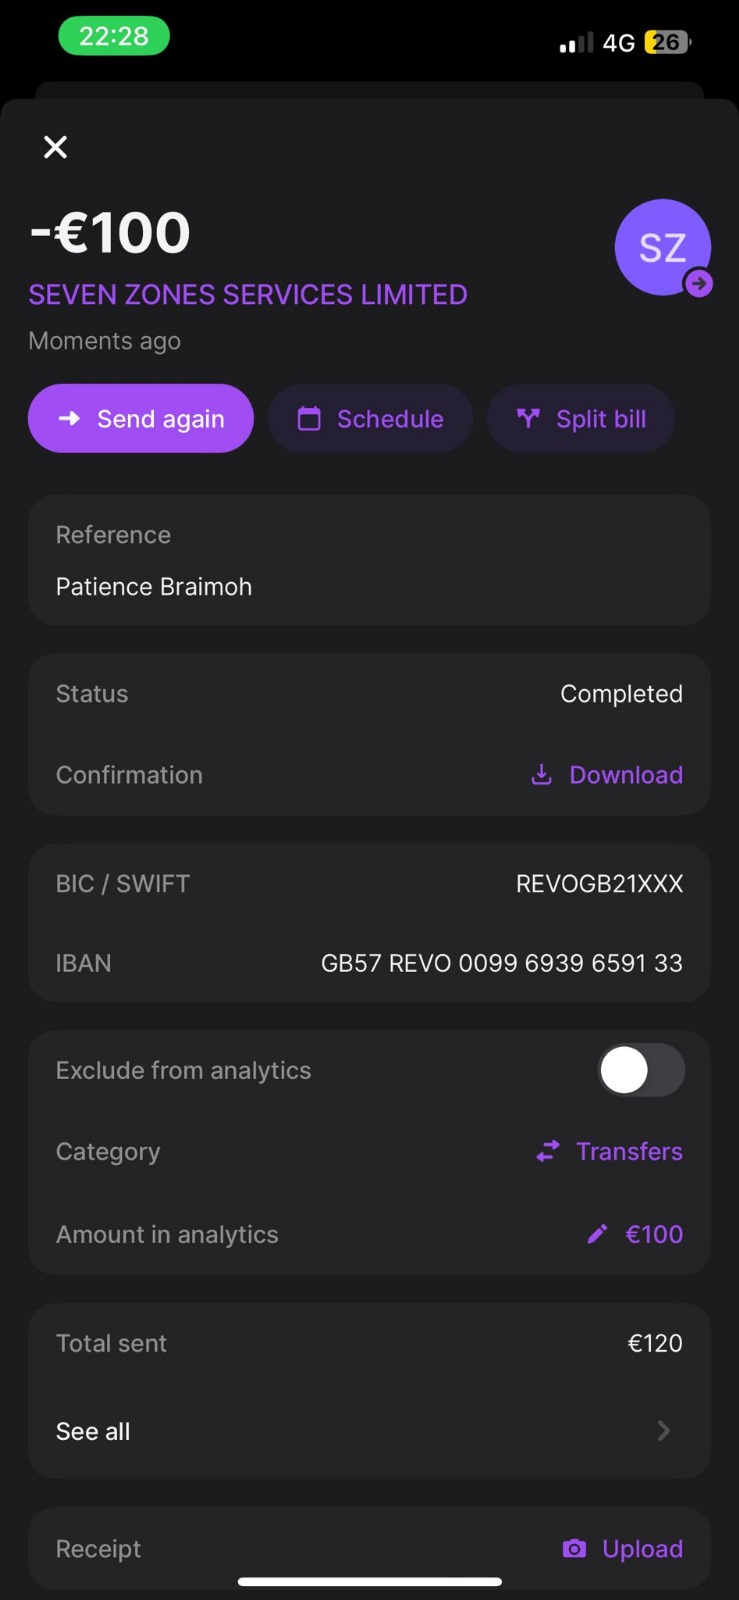 22:28
4G 26
-€100
SZ
SEVEN ZONES SERVICES LIMITED
Moments ago
Send again Schedule Split bill
Reference
Patience Braimoh
Status Completed
Confirmation Download
BIC / SWIFT REVOGB21XXX
IBAN GB57 REVO 0099 6939 6591 33
Exclude from analytics
Category Transfers
Amount in analytics €100
Total sent €120
See all
Receipt Upload